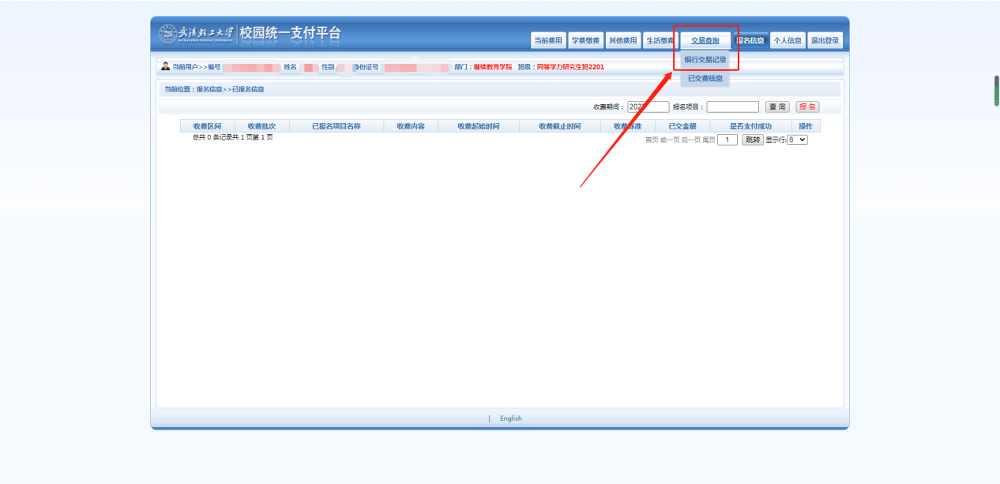 武汉轻工大学 校园统一支付平台
当前费用 学费缴费 其他费用 生活缴费 交易查询 报名信息 个人信息 退出登录
银行交易记录
已交费信息
当前用户>>编号 姓名 性别 身份证号 部门：继续教育学院 班级：同等学力研究生班2201
当前位置：报名信息>>已报名信息
收费期间： 202 报名项目： 查 询 报 名
收费区间 收费批次 已报名项目名称 收费内容 收费起始时间 收费截止时间 收费标准 已交金额 是否支付成功 操作
总共 0 条记录共 1 页第 1 页 首页 前一页 后一页 尾页 1 跳转 显示行:8
| English